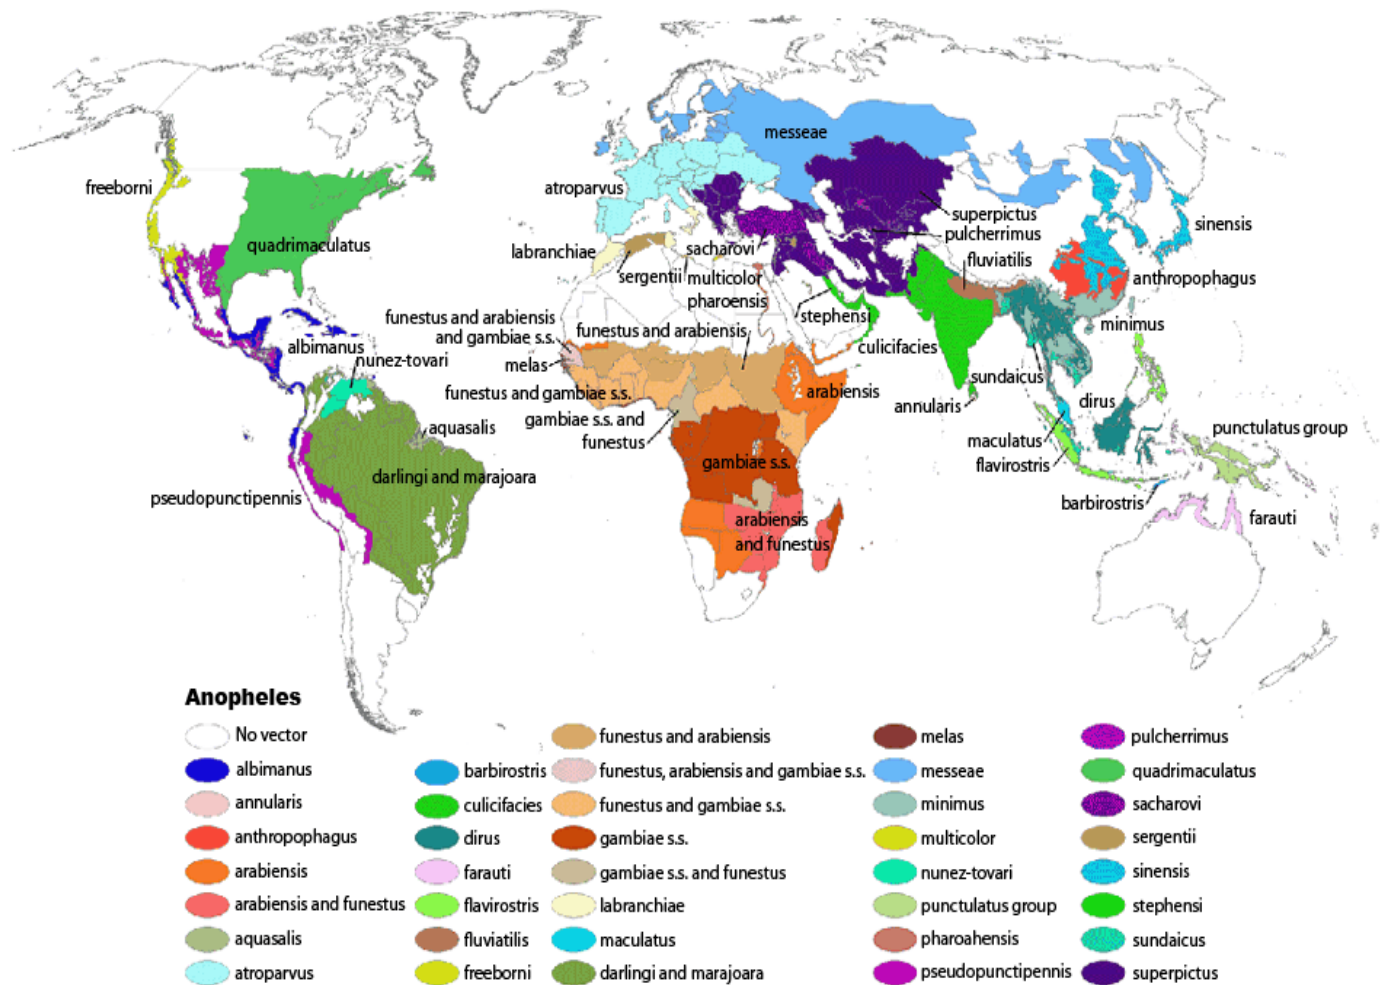 messeae
freeborni
atroparvus
superpictus
sinensis
pulcherrimus
quadrimaculatus
labranchiae
sacharovi
fluviatilis
sergentii
multicolor
anthropophagus
pharoensis
stephensi
funestus and arabiensis
and gambiae s.s.
funestus and arabiensis
minimus
albimanus
nunez-tovari
culicifacies
melas
sundaicus
funestus and gambiae s.s.
arabiensis
annularis
dirus
gambiae s.s. and
funestus
aquasalis
punctulatus group
maculatus
flavirostris
gambiae s.s.
darlingi and marajoara
pseudopunctipennis
barbirostris
farauti
arabiensis
and funestus
Anopheles
No vector
albimanus
annularis
anthropophagus
arabiensis
arabiensis and funestus
aquasalis
atroparvus
barbirostris
culicifacies
dirus
farauti
flavirostris
fluviatilis
freeborni
funestus and arabiensis
funestus, arabiensis and gambiae s.s.
funestus and gambiae s.s.
gambiae s.s.
gambiae s.s. and funestus
labranchiae
maculatus
darlingi and marajoara
melas
messeae
minimus
multicolor
nunez-tovari
punctulatus group
pharoahensis
pseudopunctipennis
pulcherrimus
quadrimaculatus
sacharovi
sergentii
sinensis
stephensi
sundaicus
superpictus